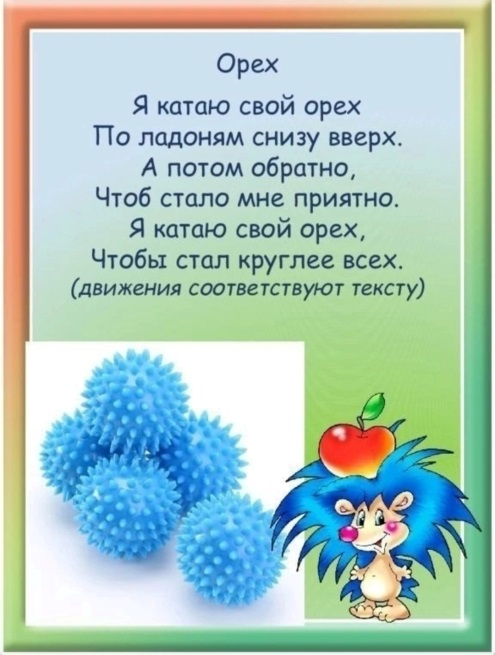 Орех
Я катаю свой орех
По ладоням снизу вверх.
А потом обратно,
Чтоб стало мне приятно.
Я катаю свой орех,
Чтобы стал круглее всех.
(движения соответствуют тексту)